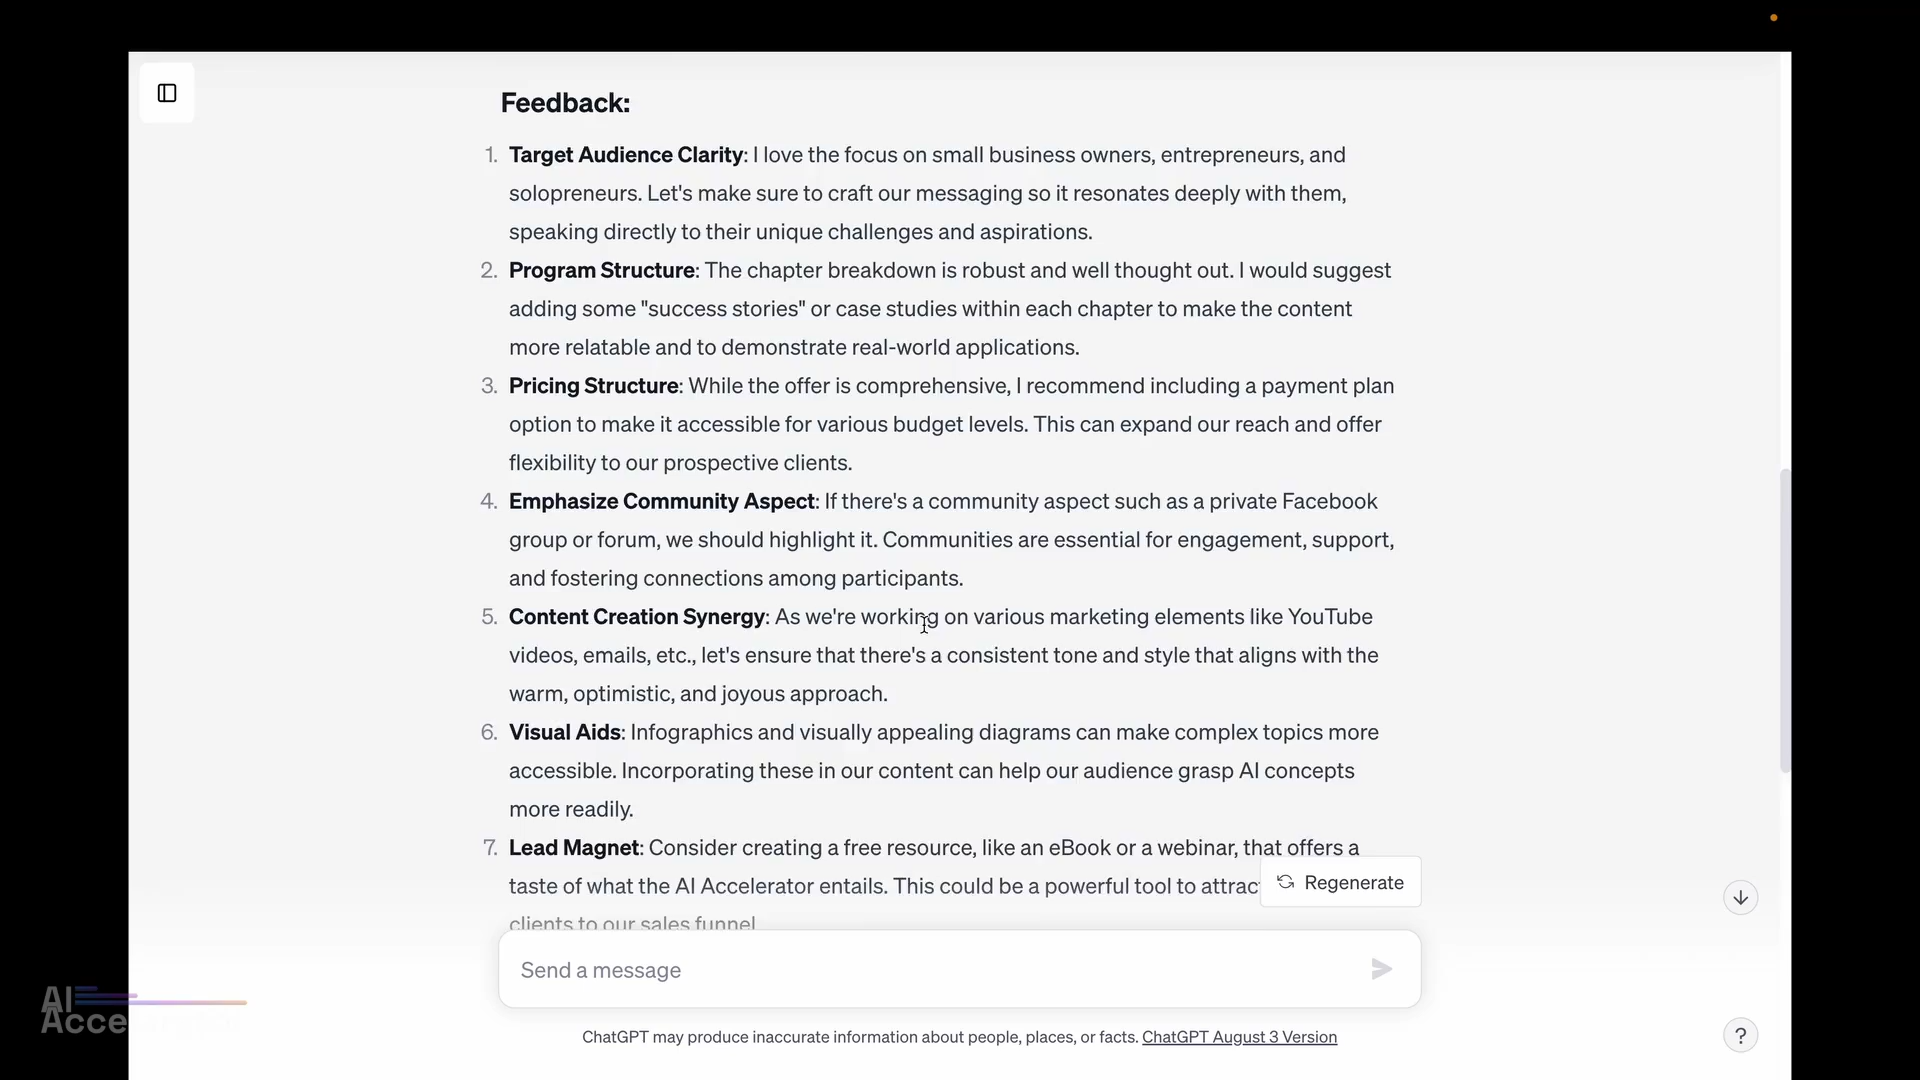 Feedback:
1. Target Audience Clarity: I love the focus on small business owners, entrepreneurs, and
solopreneurs. Let's make sure to craft our messaging so it resonates deeply with them,
speaking directly to their unique challenges and aspirations.
2. Program Structure: The chapter breakdown is robust and well thought out. I would suggest
adding some "success stories" or case studies within each chapter to make the content
more relatable and to demonstrate real-world applications.
3. Pricing Structure: While the offer is comprehensive, I recommend including a payment plan
option to make it accessible for various budget levels. This can expand our reach and offer
flexibility to our prospective clients.
4. Emphasize Community Aspect: If there's a community aspect such as a private Facebook
group or forum, we should highlight it. Communities are essential for engagement, support,
and fostering connections among participants.
5. Content Creation Synergy: As we're working on various marketing elements like YouTube
videos, emails, etc., let's ensure that there's a consistent tone and style that aligns with the
warm, optimistic, and joyous approach.
6. Visual Aids: Infographics and visually appealing diagrams can make complex topics more
accessible. Incorporating these in our content can help our audience grasp AI concepts
more readily.
7. Lead Magnet: Consider creating a free resource, like an eBook or a webinar, that offers a
taste of what the AI Accelerator entails. This could be a powerful tool to attrac
clients to our sales funnel
Regenerate
Send a message
ChatGPT may produce inaccurate information about people, places, or facts. ChatGPT August 3 Version
?
AI
Acce